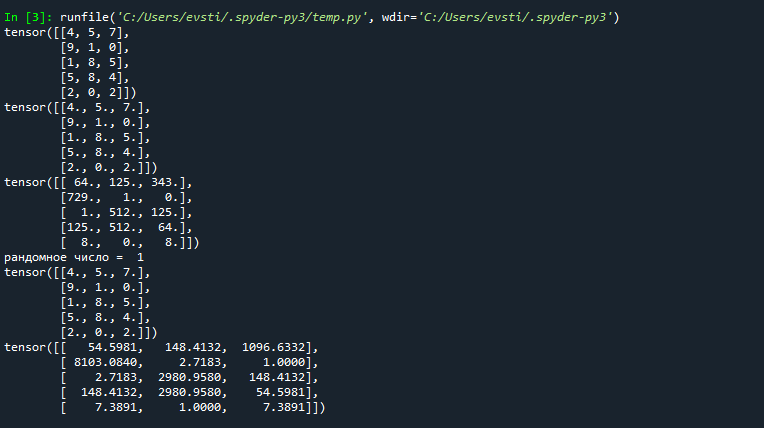 In [3]: runfile('C:/Users/evsti/.spyder-py3/temp.py', wdir='C:/Users/evsti/.spyder-py3')
tensor([[4, 5, 7],
        [9, 1, 0],
        [1, 8, 5],
        [5, 8, 4],
        [2, 0, 2]])
tensor([[4., 5., 7.],
        [9., 1., 0.],
        [1., 8., 5.],
        [5., 8., 4.],
        [2., 0., 2.]])
tensor([[ 64., 125., 343.],
        [729.,   1.,   0.],
        [  1., 512., 125.],
        [125., 512.,  64.],
        [  8.,   0.,   8.]])
рандомное число =  1
tensor([[4., 5., 7.],
        [9., 1., 0.],
        [1., 8., 5.],
        [5., 8., 4.],
        [2., 0., 2.]])
tensor([[   54.5981,   148.4132,  1096.6332],
        [ 8103.0840,     2.7183,     1.0000],
        [    2.7183,  2980.9580,   148.4132],
        [  148.4132,  2980.9580,    54.5981],
        [    7.3891,     1.0000,     7.3891]])